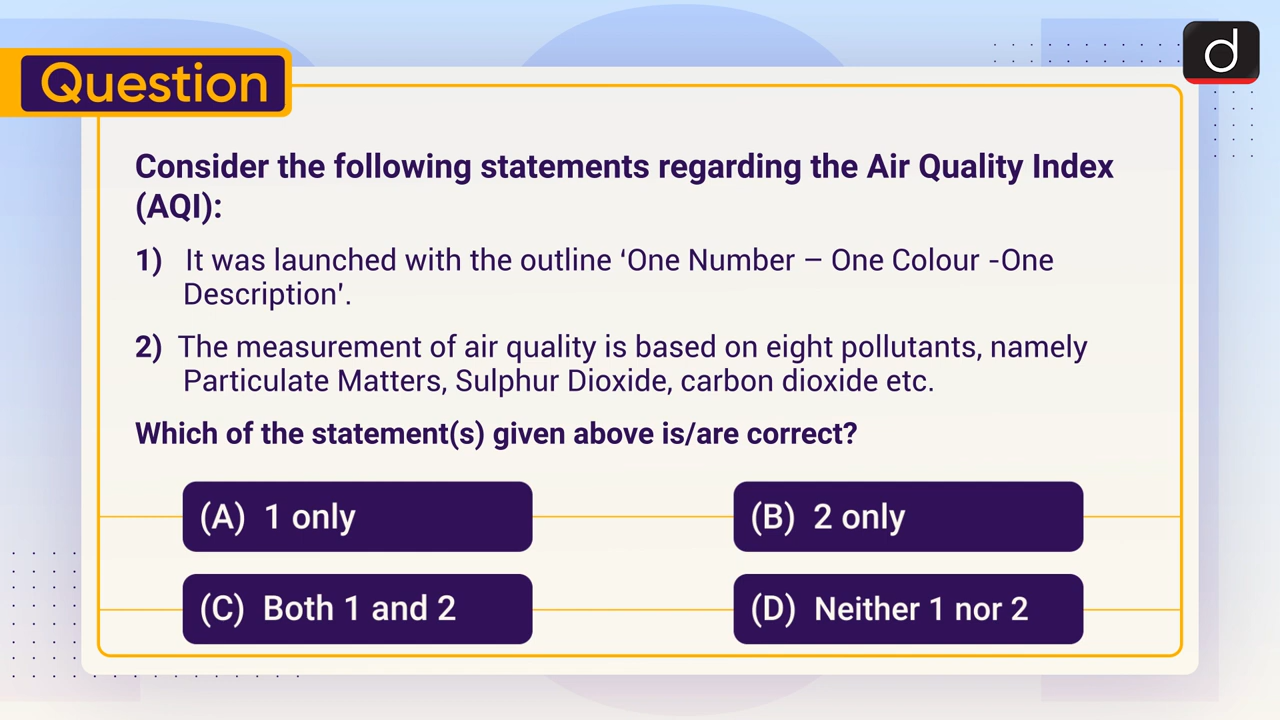 Question
d
Consider the following statements regarding the Air Quality Index
(AQI):
1) It was launched with the outline ‘One Number – One Colour -One
Description'.
2) The measurement of air quality is based on eight pollutants, namely
Particulate Matters, Sulphur Dioxide, carbon dioxide etc.
Which of the statement(s) given above is/are correct?
(A) 1 only
(B) 2 only
(C) Both 1 and 2
(D) Neither 1 nor 2